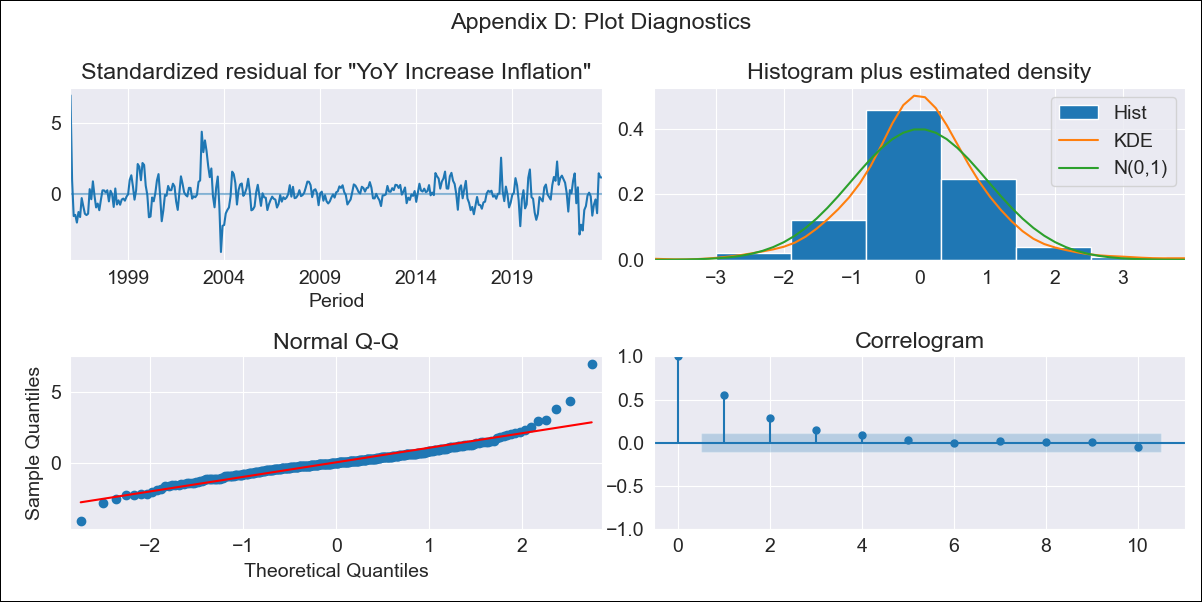 Appendix D: Plot Diagnostics
Standardized residual for "YoY Increase Inflation"
5
0
1999 2004 2009 2014 2019
Period
Histogram plus estimated density
0.4
0.2
0.0
−3 −2 −1 0 1 2 3
Hist
KDE
N(0,1)
Normal Q-Q
Sample Quantiles
5
0
−2 −1 0 1 2
Theoretical Quantiles
Correlogram
1.0
0.5
0.0
−0.5
−1.0
0 2 4 6 8 10